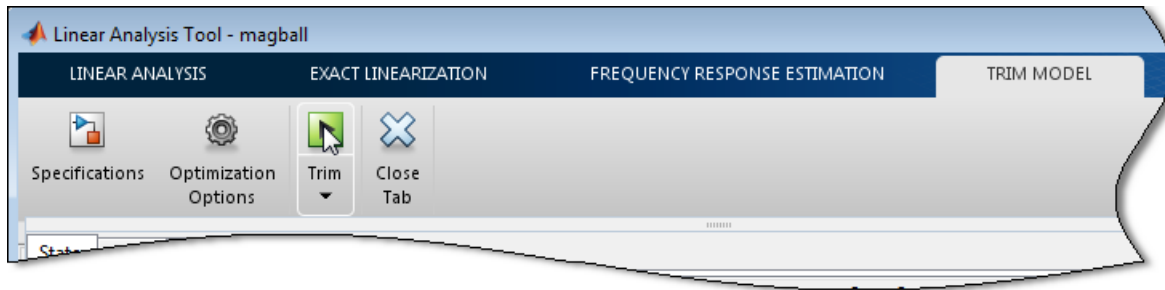 Linear Analysis Tool - magball
LINEAR ANALYSIS EXACT LINEARIZATION FREQUENCY RESPONSE ESTIMATION TRIM MODEL
Specifications Optimization Options Trim Close Tab